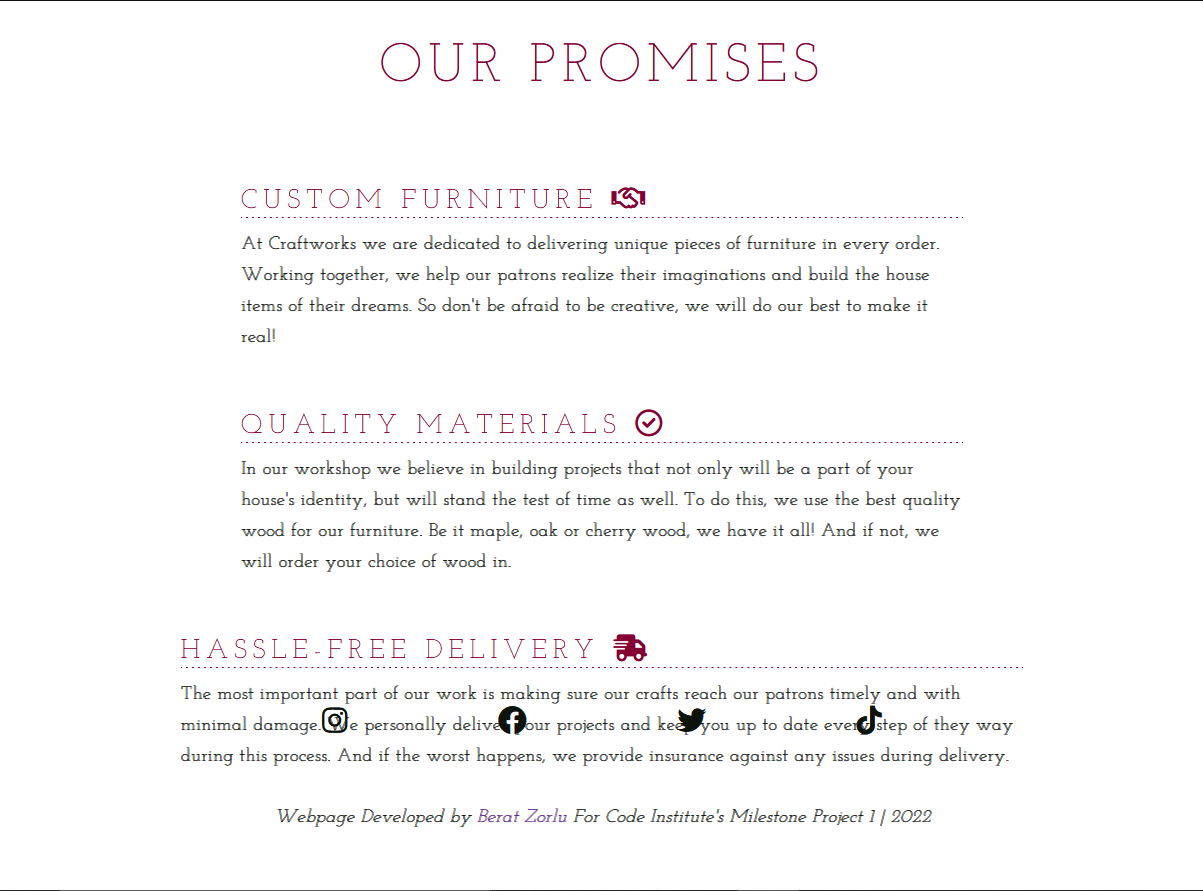 OUR PROMISES
CUSTOM FURNITURE
At Craftworks we are dedicated to delivering unique pieces of furniture in every order.
Working together, we help our patrons realize their imaginations and build the house
items of their dreams. So don't be afraid to be creative, we will do our best to make it
real!
QUALITY MATERIALS
In our workshop we believe in building projects that not only will be a part of your
house's identity, but will stand the test of time as well. To do this, we use the best quality
wood for our furniture. Be it maple, oak or cherry wood, we have it all! And if not, we
will order your choice of wood in.
HASSLE-FREE DELIVERY
The most important part of our work is making sure our crafts reach our patrons timely and with
minimal damage. We personally deliver our projects and keep you up to date every step of they way
during this process. And if the worst happens, we provide insurance against any issues during delivery.
Webpage Developed by Berat Zorlu For Code Institute's Milestone Project 1 | 2022